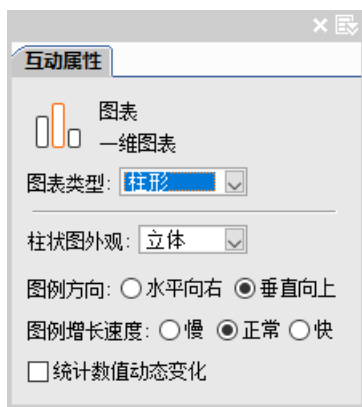 互动属性
图表
一维图表
图表类型: 柱形
柱状图外观: 立体
图例方向: 水平向右 垂直向上
图例增长速度: 慢 正常 快
统计数值动态变化